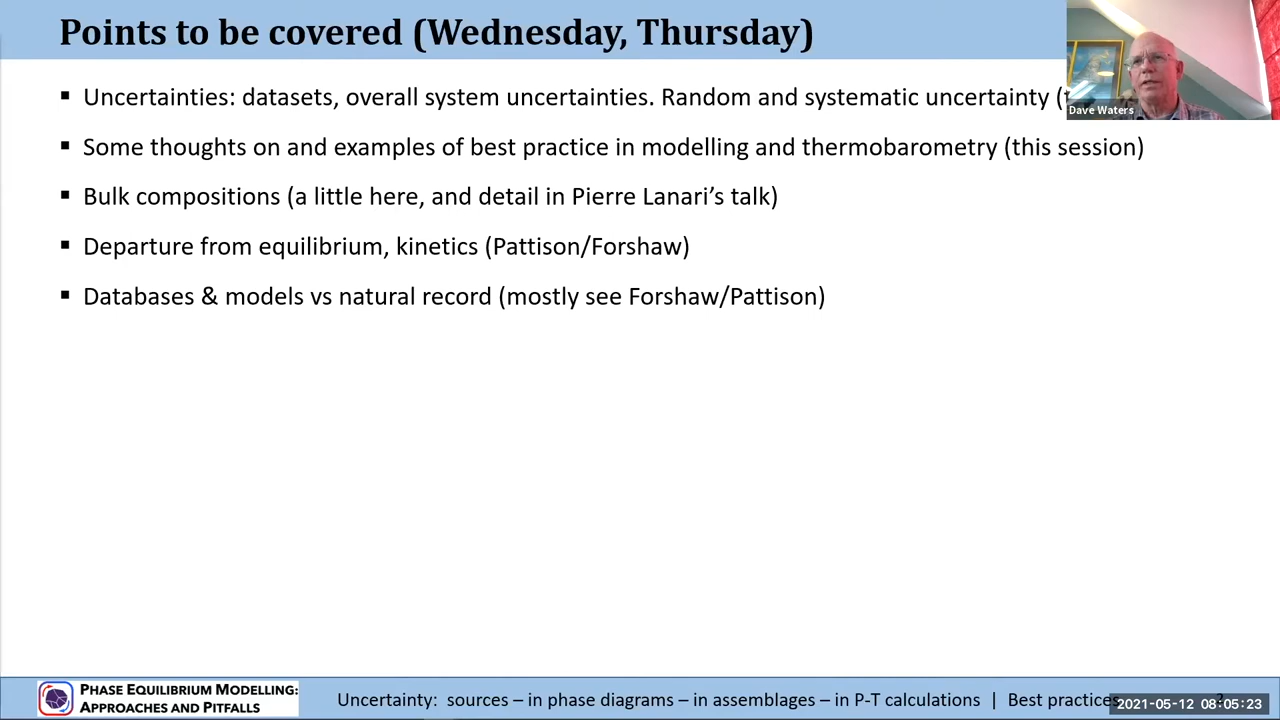 Points to be covered (Wednesday, Thursday)
Dave Waters
▪ Uncertainties: datasets, overall system uncertainties. Random and systematic uncertainty (
▪ Some thoughts on and examples of best practice in modelling and thermobarometry (this session)
▪ Bulk compositions (a little here, and detail in Pierre Lanari’s talk)
▪ Departure from equilibrium, kinetics (Pattison/Forshaw)
▪ Databases & models vs natural record (mostly see Forshaw/Pattison)
PHASE EQUILIBRIUM MODELLING:
APPROACHES AND PITFALLS
Uncertainty: sources – in phase diagrams – in assemblages – in P-T calculations | Best practices
2021-05-12 08:05:23